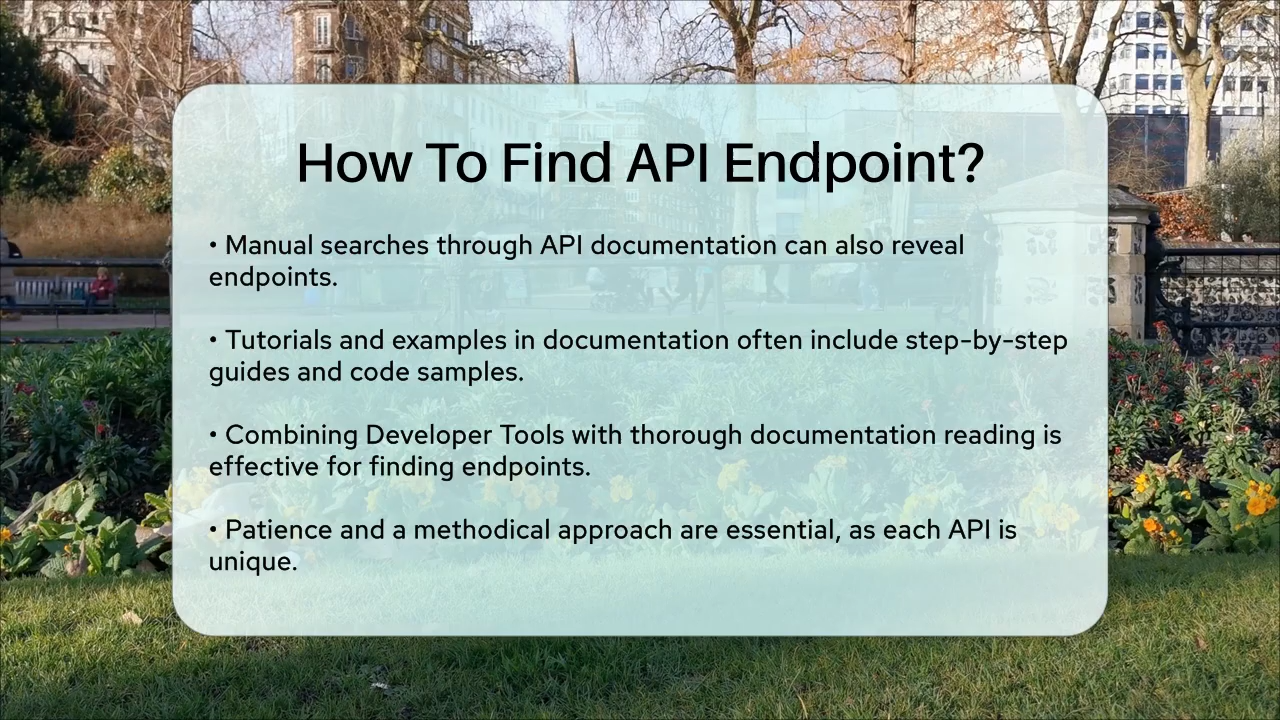 How To Find API Endpoint?
• Manual searches through API documentation can also reveal
endpoints.
• Tutorials and examples in documentation often include step-by-step
guides and code samples.
• Combining Developer Tools with thorough documentation reading is
effective for finding endpoints.
• Patience and a methodical approach are essential, as each API is
unique.